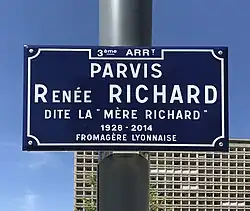 3ème ARRT
PARVIS
RENÉE RICHARD
DITE LA "MÈRE RICHARD"
1928 - 2014
FROMAGÈRE LYONNAISE